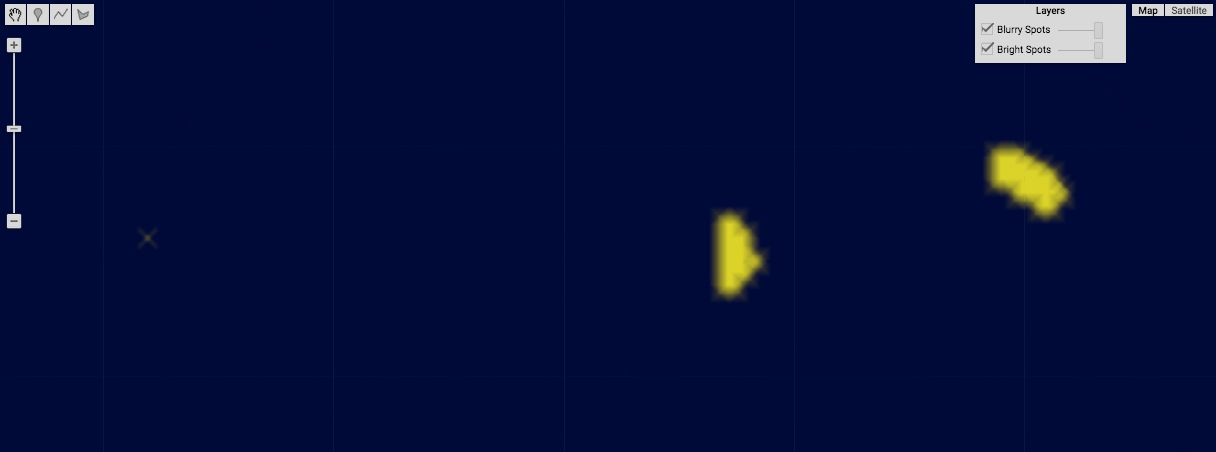 Layers
Blurry Spots
Bright Spots
Map Satellite